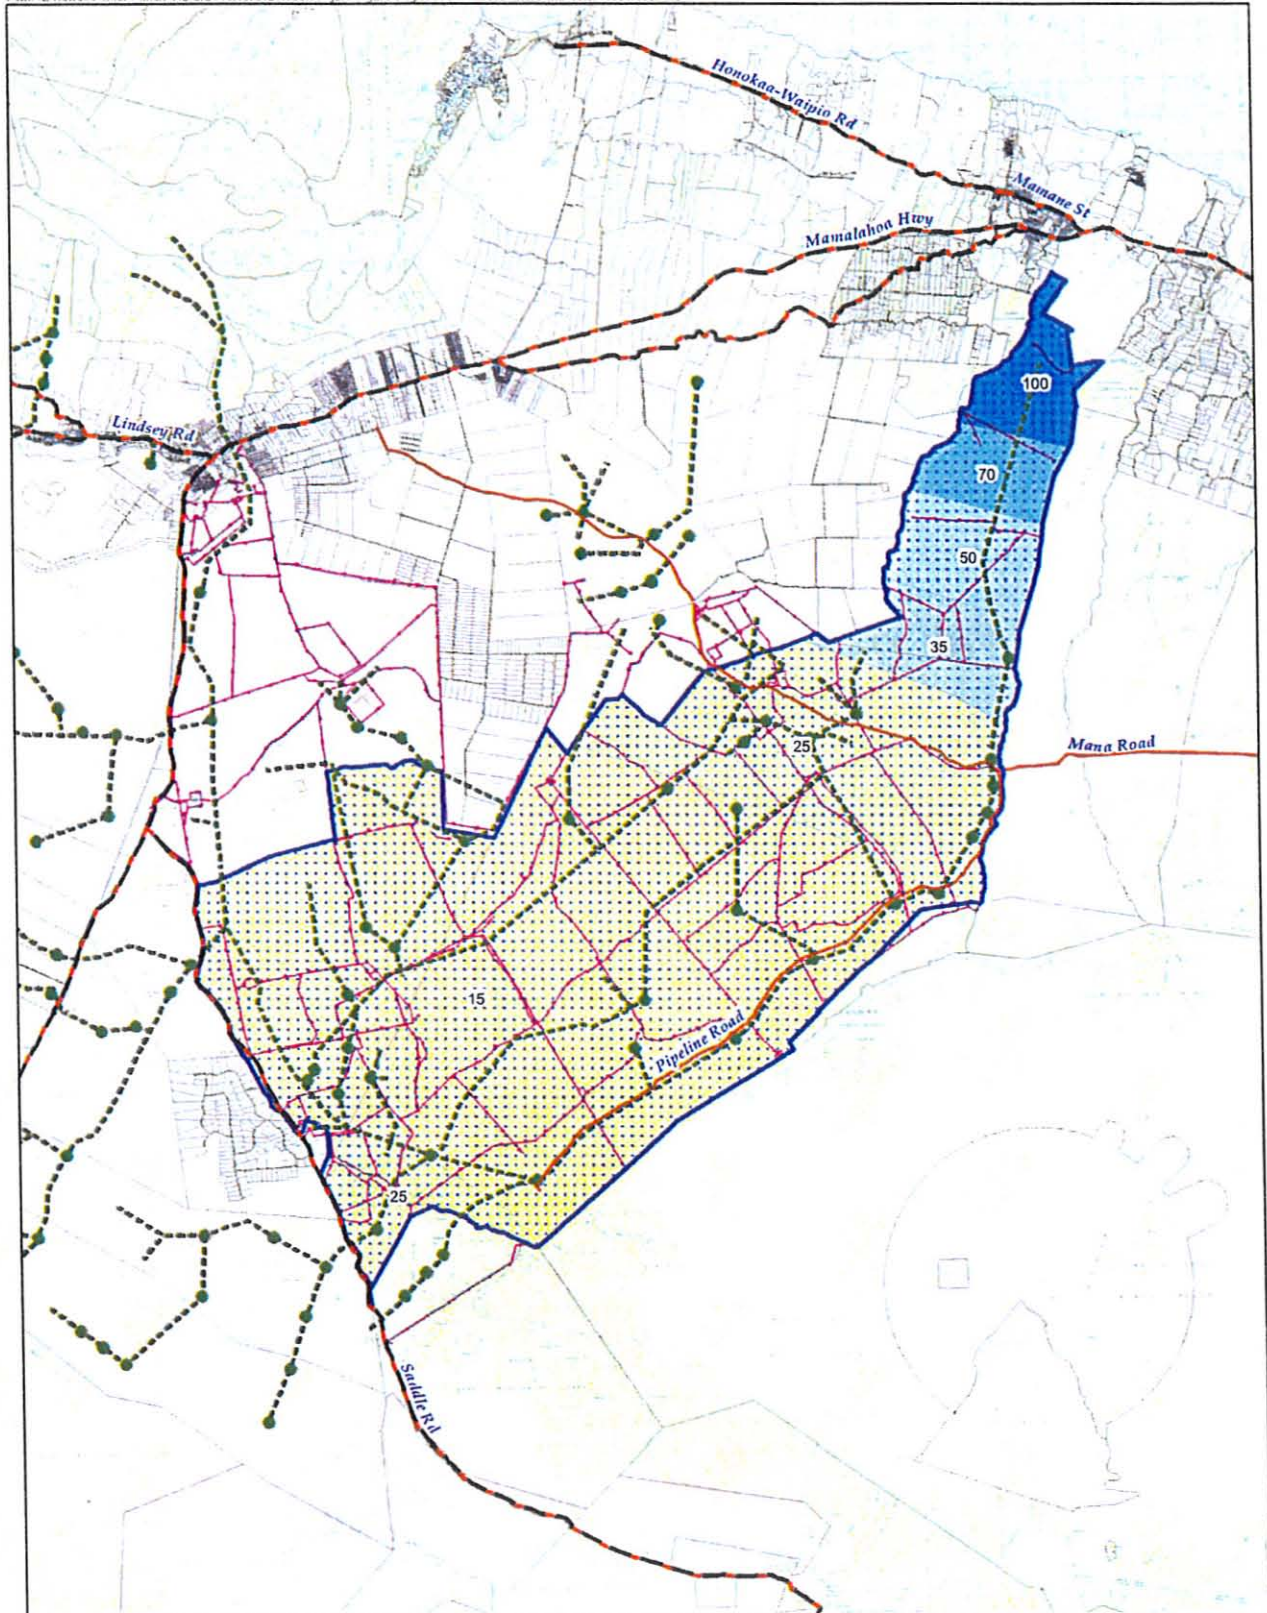 Honokaa-Waipio Rd
Mamane St
Mamalahoa Hwy
100
Lindsey Rd
70
50
35
25
Mana Road
15
Pipeline Road
25
Saddle Rd